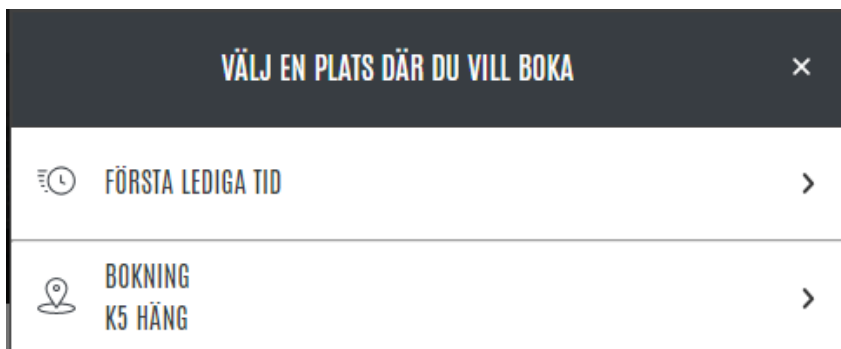 VÄLJ EN PLATS DÄR DU VILL BOKA
FÖRSTA LEDIGA TID
BOKNING
K5 HÄNG